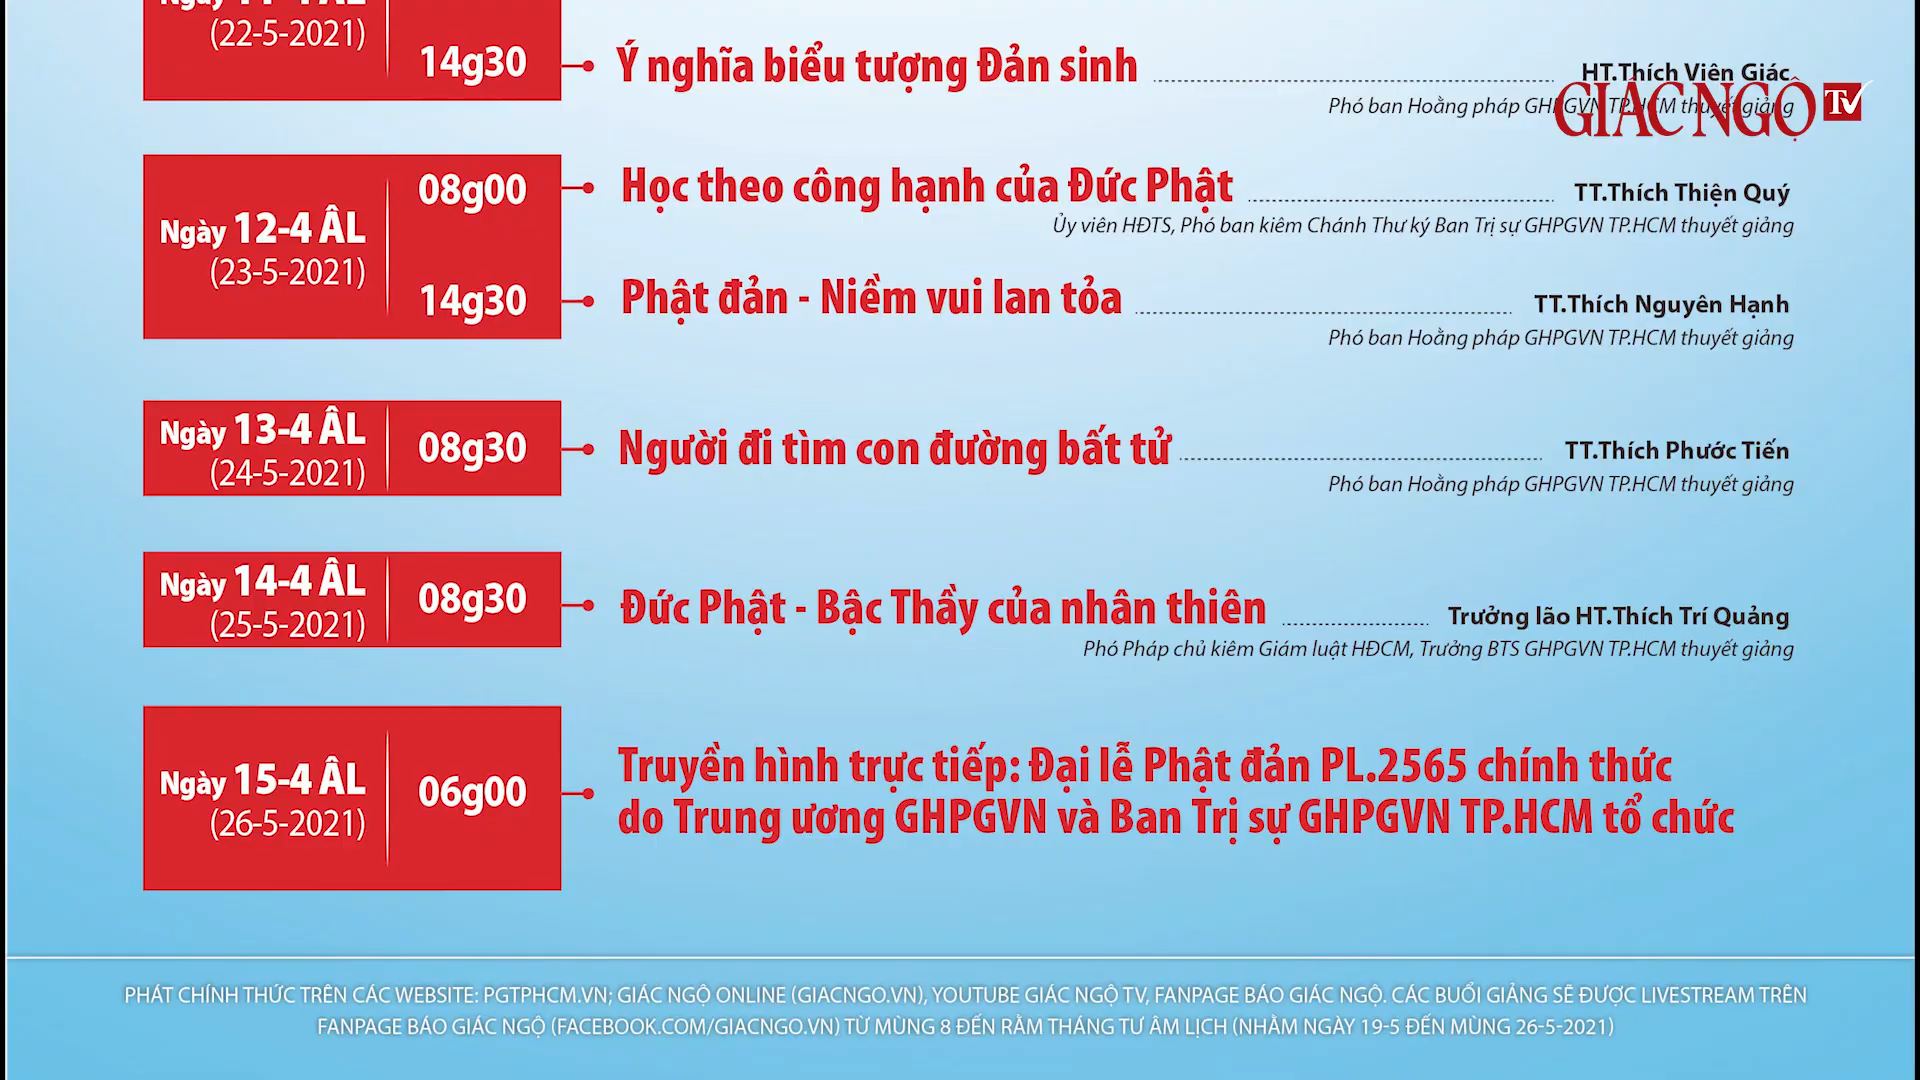 (22-5-2021)
14g30
Ý nghĩa biểu tượng Đản sinh
HT.Thích Viên Giác
Phó ban Hoằng pháp GHPGVN TP.HCM thuyết giảng
GIÁC NGỘ TV
Ngày 12-4 ÂL
(23-5-2021)
08g00
Học theo công hạnh của Đức Phật
TT.Thích Thiện Quý
Ủy viên HĐTS, Phó ban kiêm Chánh Thư ký Ban Trị sự GHPGVN TP.HCM thuyết giảng
14g30
Phật đản - Niềm vui lan tỏa
TT.Thích Nguyên Hạnh
Phó ban Hoằng pháp GHPGVN TP.HCM thuyết giảng
Ngày 13-4 ÂL
(24-5-2021)
08g30
Người đi tìm con đường bất tử
TT.Thích Phước Tiến
Phó ban Hoằng pháp GHPGVN TP.HCM thuyết giảng
Ngày 14-4 ÂL
(25-5-2021)
08g30
Đức Phật - Bậc Thầy của nhân thiên
Trưởng lão HT.Thích Trí Quảng
Phó Pháp chủ kiêm Giám luật HĐCM, Trưởng BTS GHPGVN TP.HCM thuyết giảng
Ngày 15-4 ÂL
(26-5-2021)
06g00
Truyền hình trực tiếp: Đại lễ Phật đản PL.2565 chính thức
do Trung ương GHPGVN và Ban Trị sự GHPGVN TP.HCM tổ chức
PHÁT CHÍNH THỨC TRÊN CÁC WEBSITE: PGTPHCM.VN; GIÁC NGỘ ONLINE (GIACNGO.VN), YOUTUBE GIÁC NGỘ TV, FANPAGE BÁO GIÁC NGỘ. CÁC BUỔI GIẢNG SẼ ĐƯỢC LIVESTREAM TRÊN
FANPAGE BÁO GIÁC NGỘ (FACEBOOK.COM/GIACNGO.VN) TỪ MÙNG 8 ĐẾN RẰM THÁNG TƯ ÂM LỊCH (NHẰM NGÀY 19-5 ĐẾN MÙNG 26-5-2021)